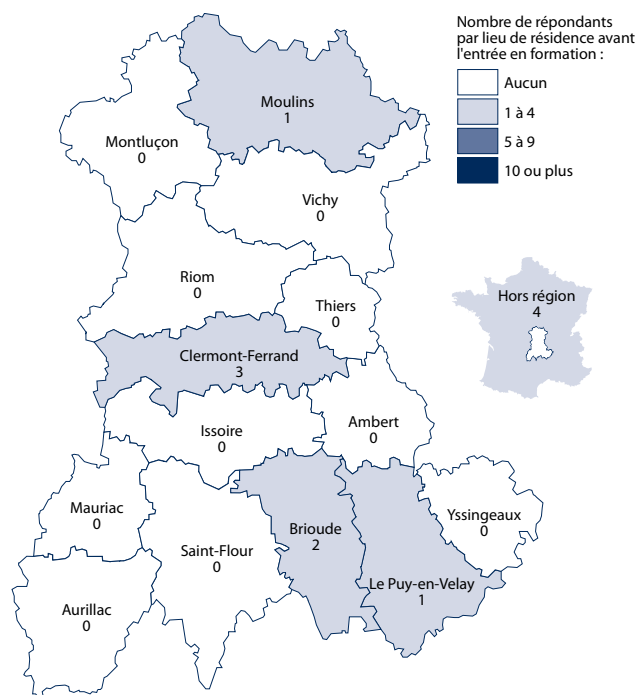 Nombre de répondants
par lieu de résidence avant
l'entrée en formation :
Aucun
1 à 4
5 à 9
10 ou plus
Moulins
1
Montluçon
0
Vichy
0
Riom
0
Thiers
0
Hors région
4
Clermont-Ferrand
3
Issoire
0
Ambert
0
Mauriac
0
Saint-Flour
0
Brioude
2
Yssingeaux
0
Le Puy-en-Velay
1
Aurillac
0